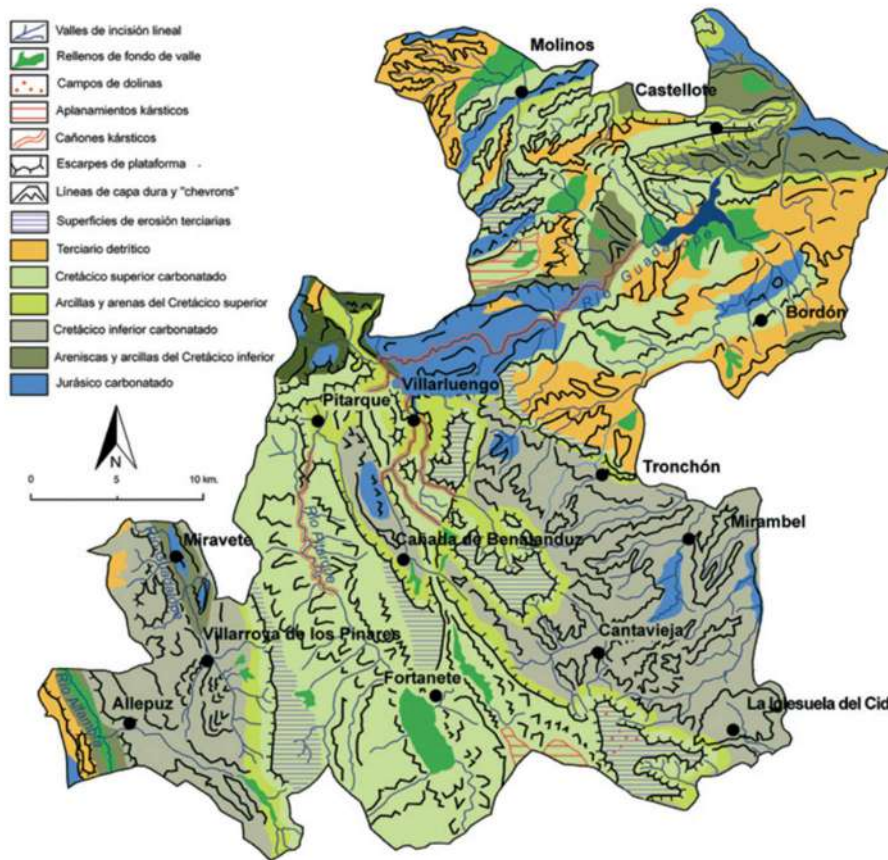 Valles de incisión lineal
Rellenos de fondo de valle
Campos de dolinas
Aplanamientos kársticos
Cañones kársticos
Escarpes de plataforma
Líneas de capa dura y "chevrons"
Superficies de erosión terciarias
Terciario detrítico
Cretácico superior carbonatado
Arcillas y arenas del Cretácico superior
Cretácico inferior carbonatado
Areniscas y arcillas del Cretácico inferior
Jurásico carbonatado
N
0 5 10 km.
Molinos
Castellote
Río Guadalope
Bordón
Villarluengo
Pitarque
Tronchón
Mirambel
Río Pitarque
Cañada de Benatanduz
Miravete
Río Guadalope
Villarroya de los Pinares
Cantavieja
Fortanete
La Iglesuela del Cid
Allepuz
Río Alfambra